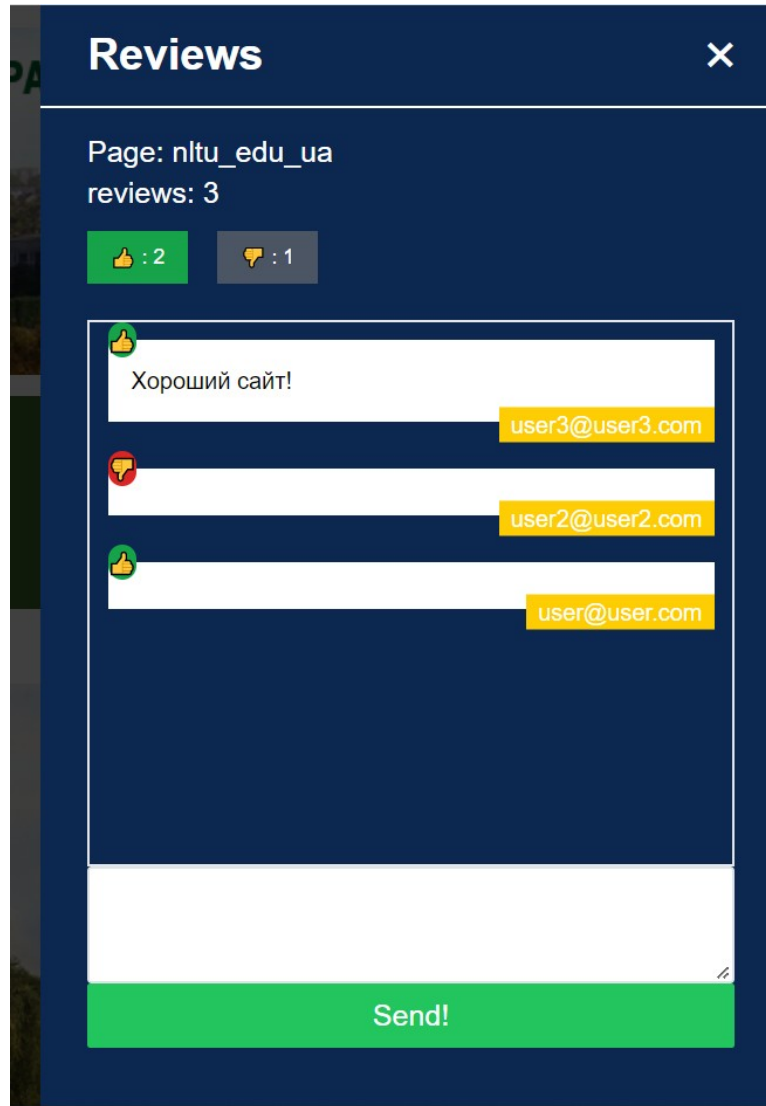 РА
Reviews
Page: nltu_edu_ua
reviews: 3
👍 : 2
👎 : 1
Хороший сайт!
user3@user3.com
user2@user2.com
user@user.com
Send!